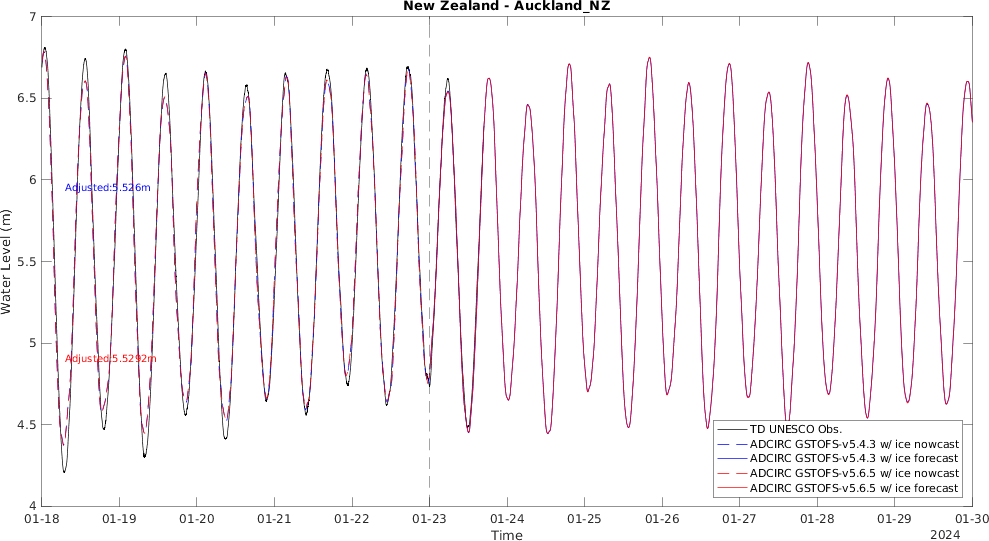 New Zealand - Auckland_NZ
7
6.5
6
5.5
5
4.5
4
Water Level (m)
Adjusted:5.526m
Adjusted:5.5292m
TD UNESCO Obs.
ADCIRC GSTOFS-v5.4.3 w/ ice nowcast
ADCIRC GSTOFS-v5.4.3 w/ ice forecast
ADCIRC GSTOFS-v5.6.5 w/ ice nowcast
ADCIRC GSTOFS-v5.6.5 w/ ice forecast
01-18 01-19 01-20 01-21 01-22 01-23 01-24 01-25 01-26 01-27 01-28 01-29 01-30
Time
2024